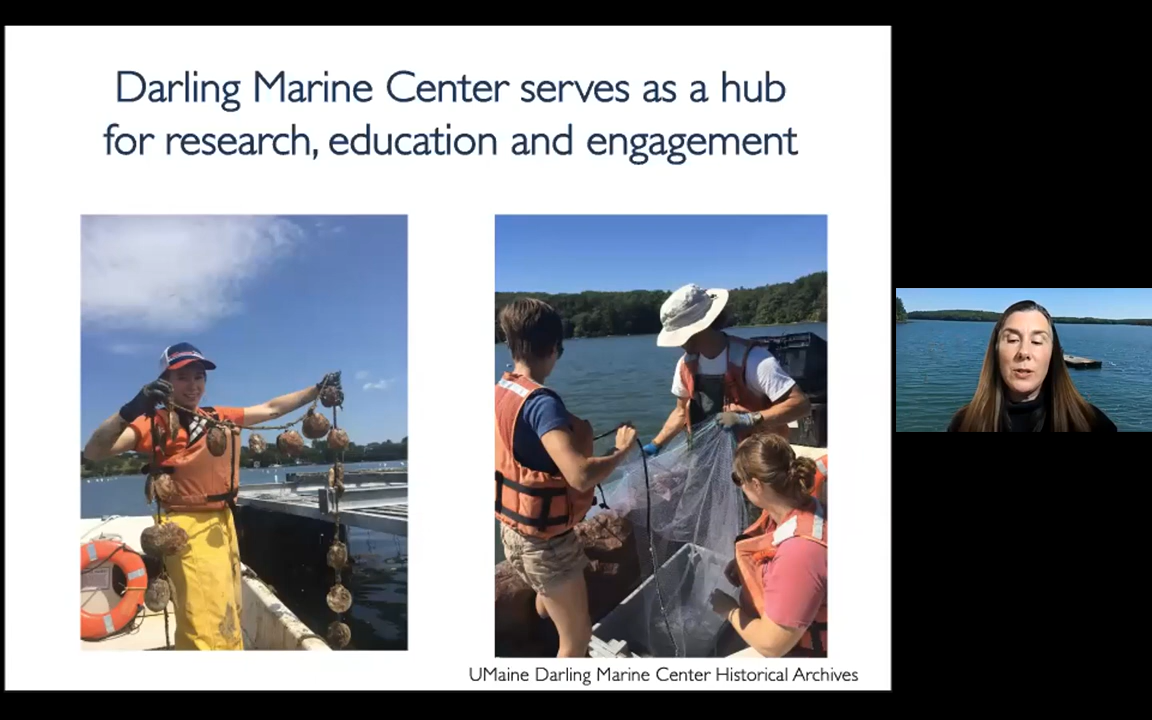 Darling Marine Center serves as a hub
for research, education and engagement
UMaine Darling Marine Center Historical Archives